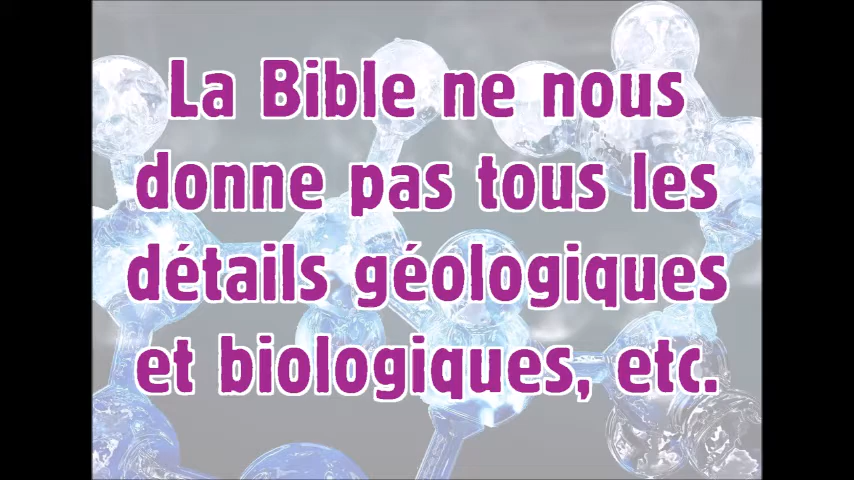 La Bible ne nous
donne pas tous les
détails géologiques
et biologiques, etc.